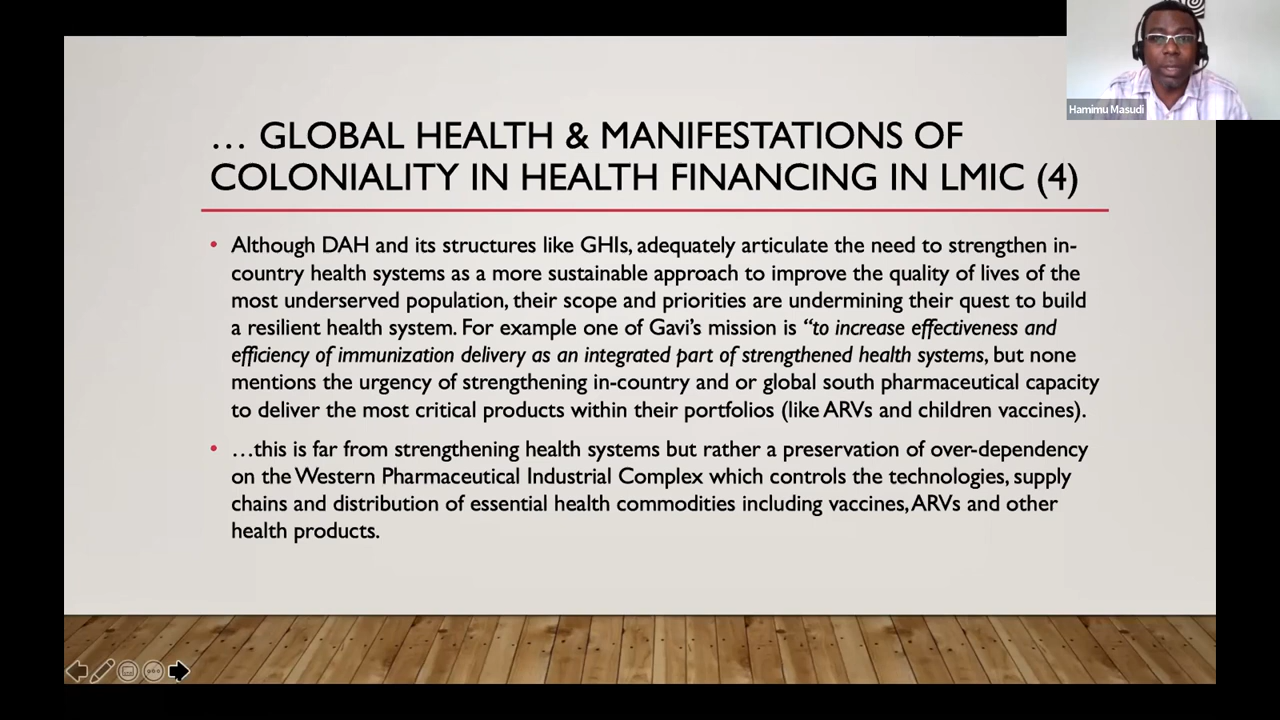 Hamimu Masudi
… GLOBAL HEALTH & MANIFESTATIONS OF
COLONIALITY IN HEALTH FINANCING IN LMIC (4)
• Although DAH and its structures like GHIs, adequately articulate the need to strengthen in-
country health systems as a more sustainable approach to improve the quality of lives of the
most underserved population, their scope and priorities are undermining their quest to build
a resilient health system. For example one of Gavi's mission is “to increase effectiveness and
efficiency of immunization delivery as an integrated part of strengthened health systems, but none
mentions the urgency of strengthening in-country and or global south pharmaceutical capacity
to deliver the most critical products within their portfolios (like ARVs and children vaccines).
• …this is far from strengthening health systems but rather a preservation of over-dependency
on the Western Pharmaceutical Industrial Complex which controls the technologies, supply
chains and distribution of essential health commodities including vaccines, ARVs and other
health products.